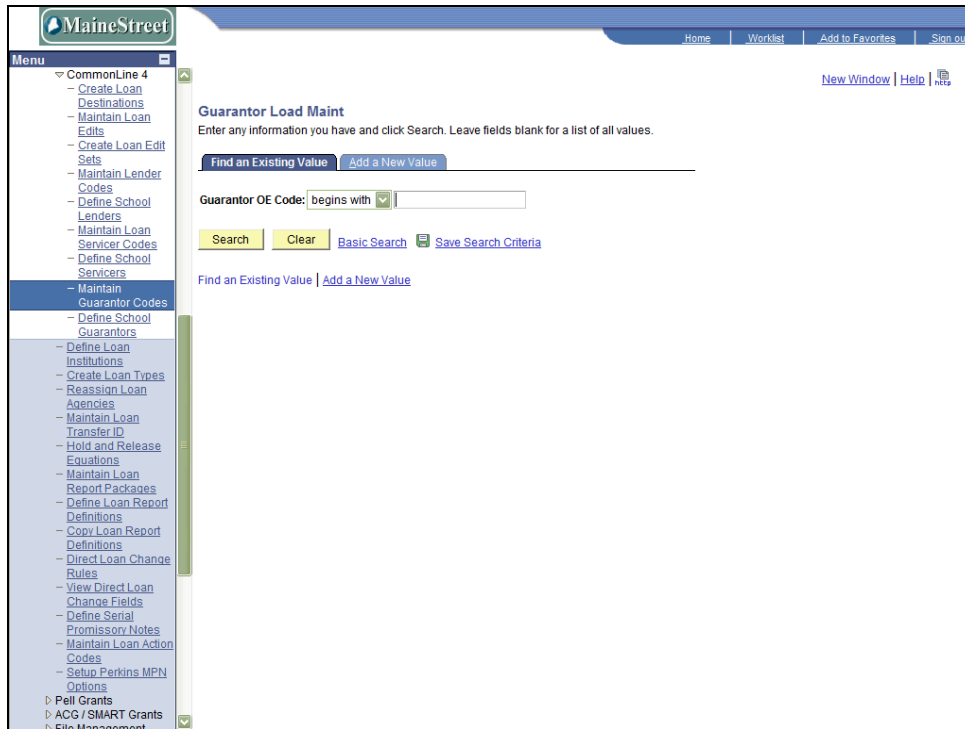 MaineStreet
Home Worklist Add to Favorites Sign ou
Menu
CommonLine 4
New Window | Help | http
– Create Loan
Destinations
– Maintain Loan
Edits
– Create Loan Edit
Sets
– Maintain Lender
Codes
– Define School
Lenders
– Maintain Loan
Servicer Codes
– Define School
Servicers
– Maintain
Guarantor Codes
– Define School
Guarantors
– Define Loan
Institutions
– Create Loan Types
– Reassign Loan
Agencies
– Maintain Loan
Transfer ID
– Hold and Release
Equations
– Maintain Loan
Report Packages
– Define Loan Report
Definitions
– Copy Loan Report
Definitions
– Direct Loan Change
Rules
– View Direct Loan
Change Fields
– Define Serial
Promissory Notes
– Maintain Loan Action
Codes
– Setup Perkins MPN
Options
Pell Grants
ACG / SMART Grants
File Management
Guarantor Load Maint
Enter any information you have and click Search. Leave fields blank for a list of all values.
Find an Existing Value Add a New Value
Guarantor OE Code: begins with
Search Clear Basic Search Save Search Criteria
Find an Existing Value | Add a New Value